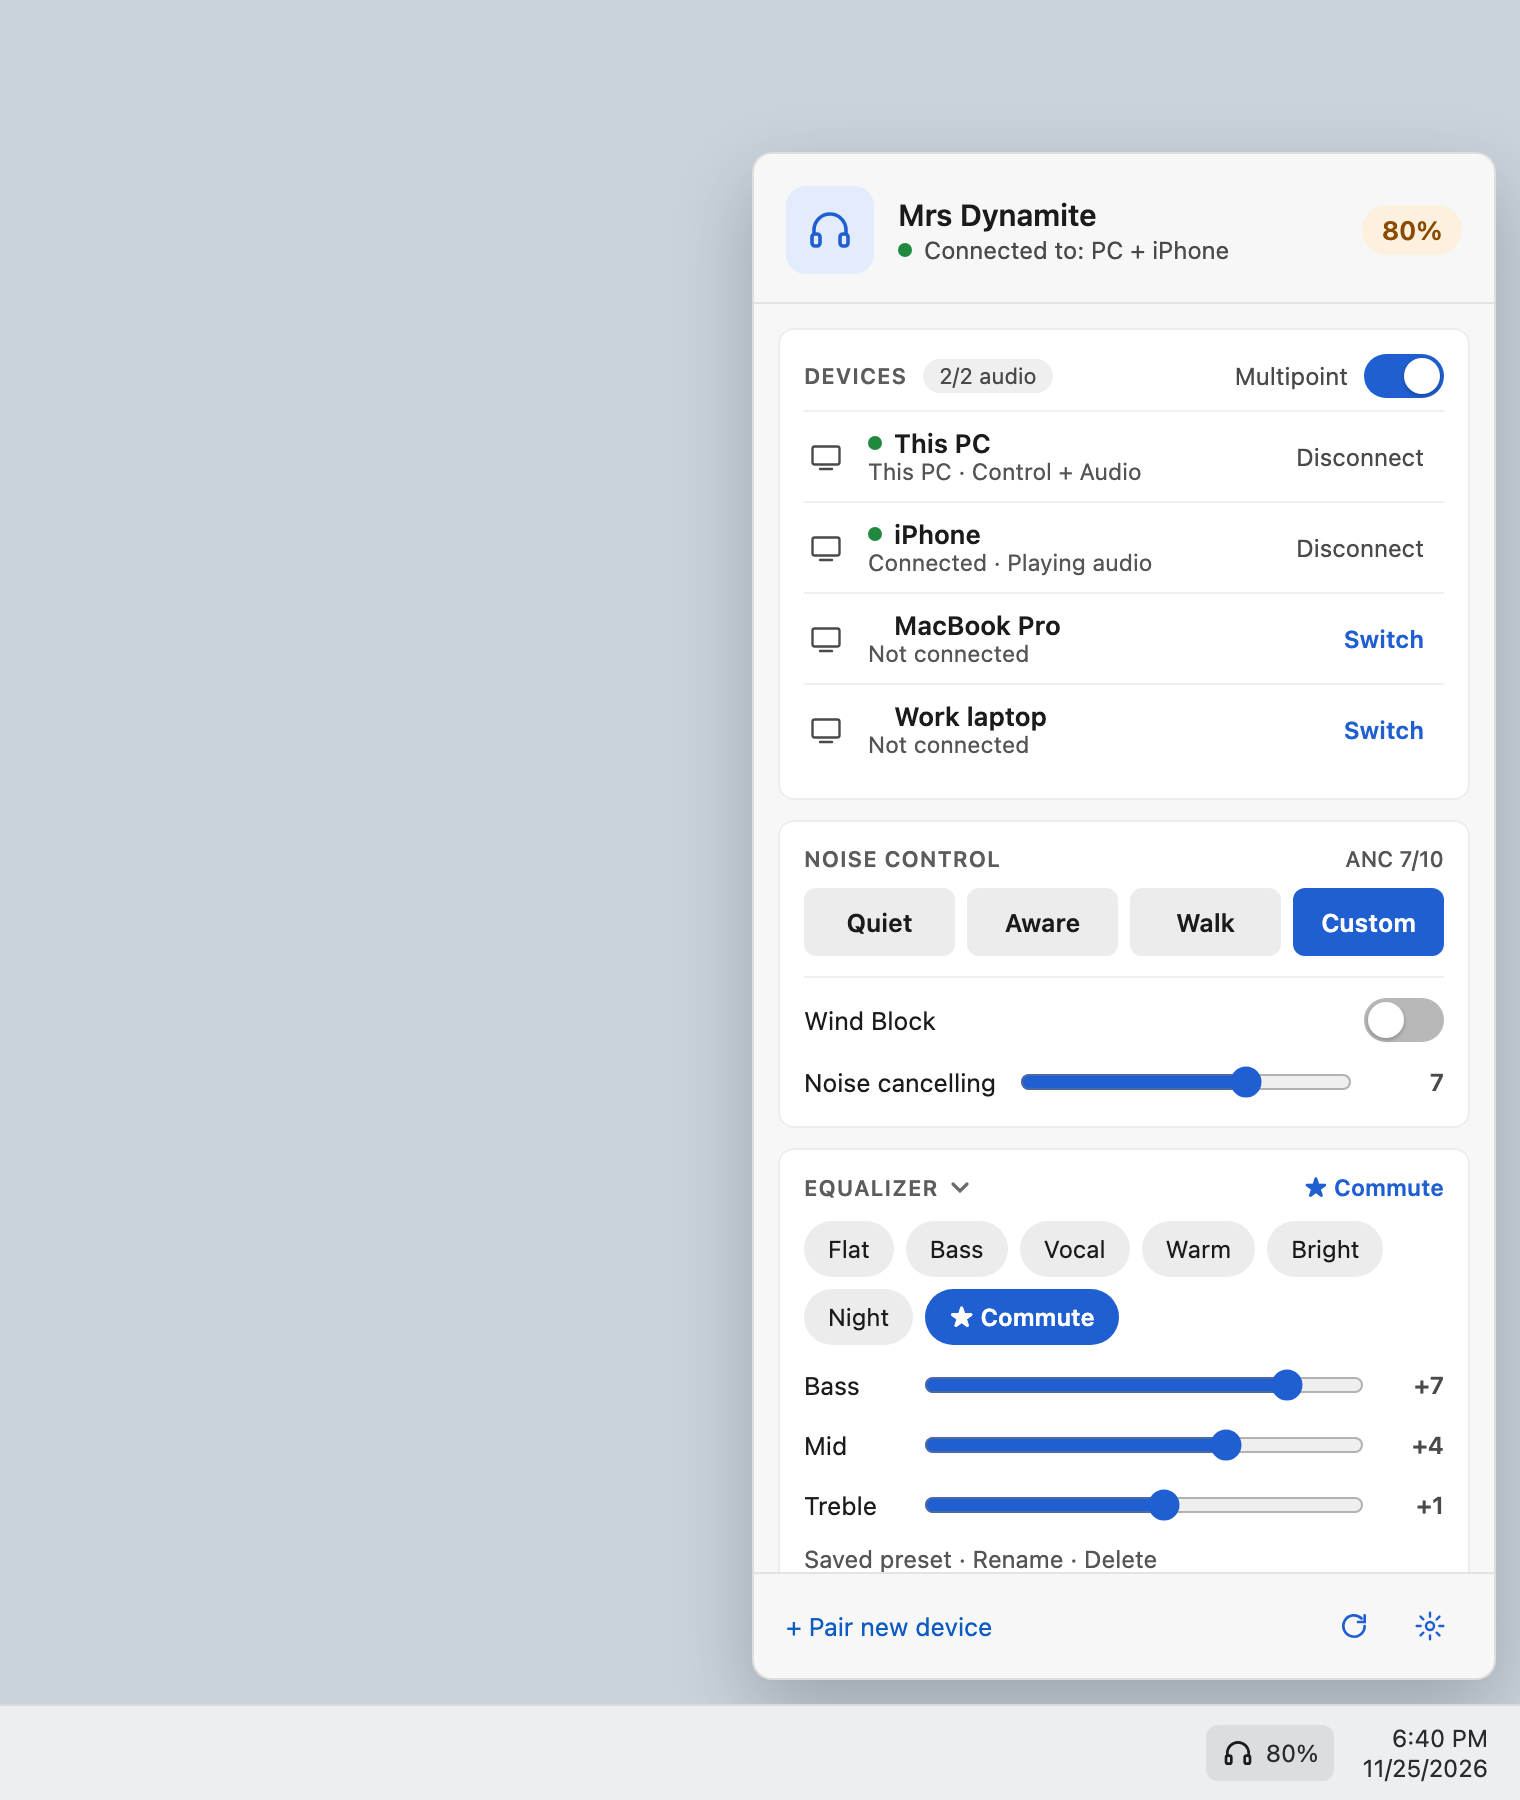 Mrs Dynamite
Connected to: PC + iPhone
80%
DEVICES 2/2 audio Multipoint
This PC
This PC · Control + Audio
Disconnect
iPhone
Connected · Playing audio
Disconnect
MacBook Pro
Not connected
Switch
Work laptop
Not connected
Switch
NOISE CONTROL ANC 7/10
Quiet Aware Walk Custom
Wind Block
Noise cancelling 7
EQUALIZER ★ Commute
Flat Bass Vocal Warm Bright
Night ★ Commute
Bass +7
Mid +4
Treble +1
Saved preset · Rename · Delete
+ Pair new device
80%
6:40 PM
11/25/2026